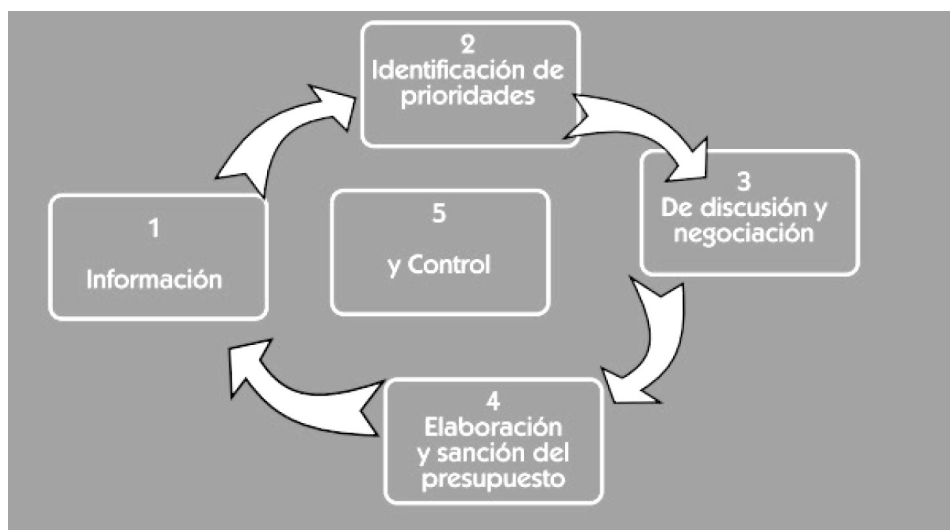 1
Información
2
Identificación de
prioridades
3
De discusión y
negociación
4
Elaboración
y sanción del
presupuesto
5
y Control